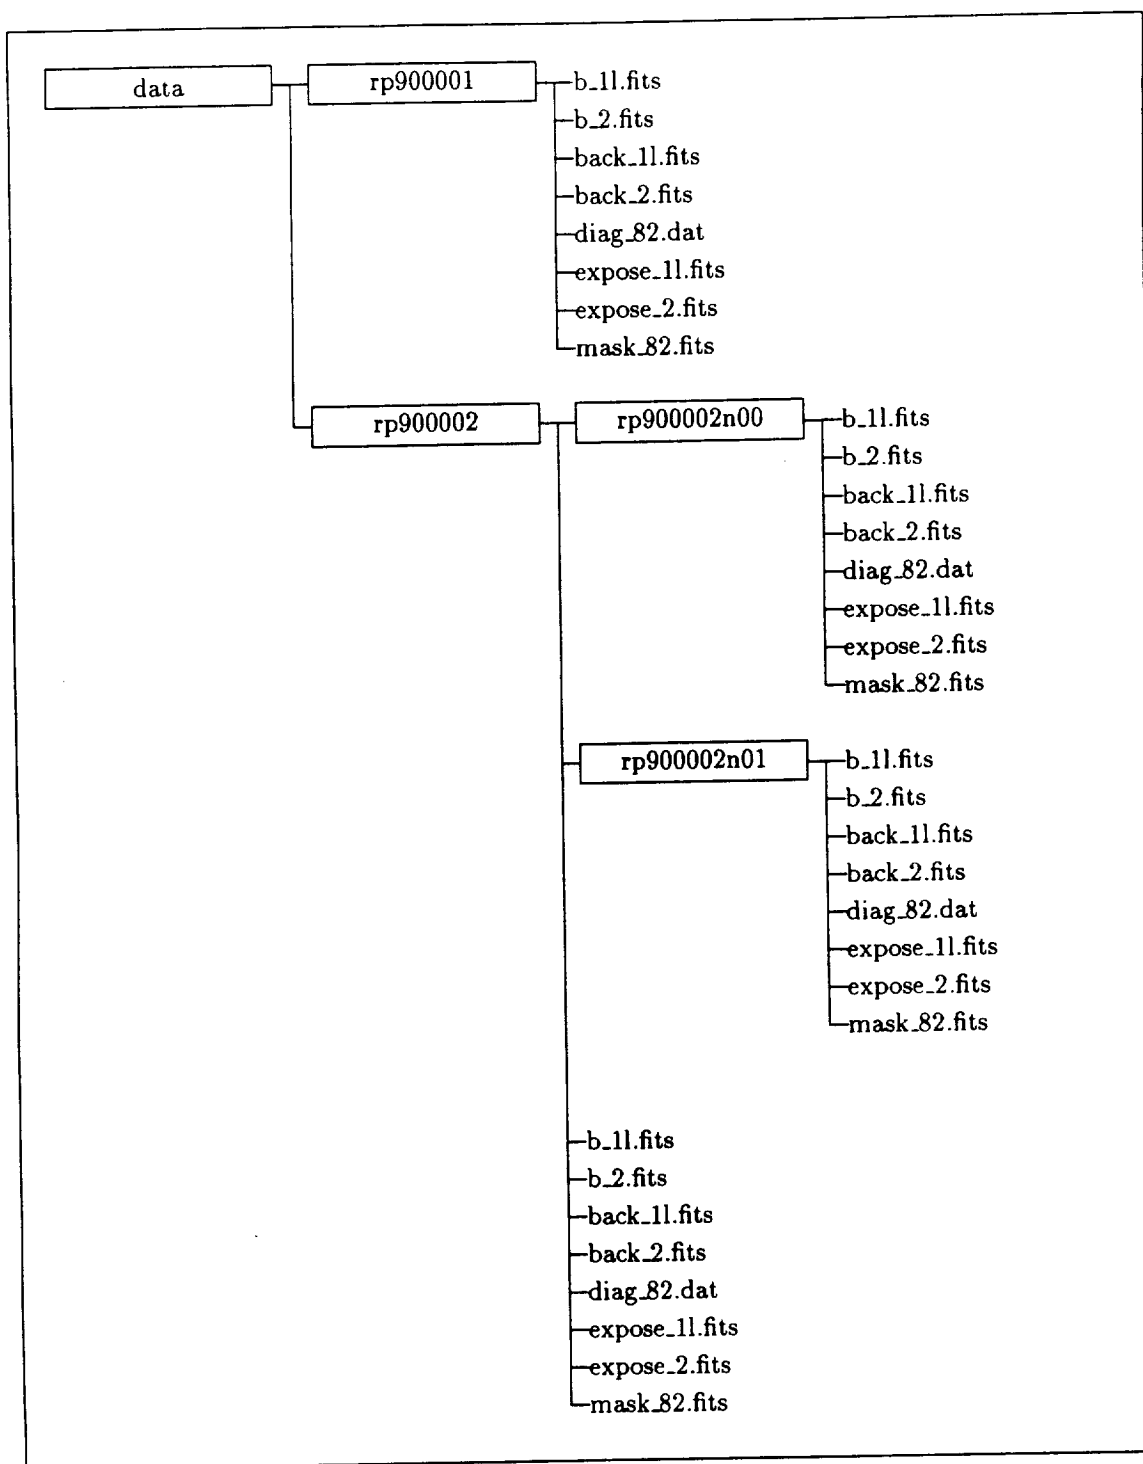 data
rp900001
b_1l.fits
b_2.fits
back_1l.fits
back_2.fits
diag_82.dat
expose_1l.fits
expose_2.fits
mask_82.fits
rp900002
rp900002n00
b_1l.fits
b_2.fits
back_1l.fits
back_2.fits
diag_82.dat
expose_1l.fits
expose_2.fits
mask_82.fits
rp900002n01
b_1l.fits
b_2.fits
back_1l.fits
back_2.fits
diag_82.dat
expose_1l.fits
expose_2.fits
mask_82.fits
b_1l.fits
b_2.fits
back_1l.fits
back_2.fits
diag_82.dat
expose_1l.fits
expose_2.fits
mask_82.fits